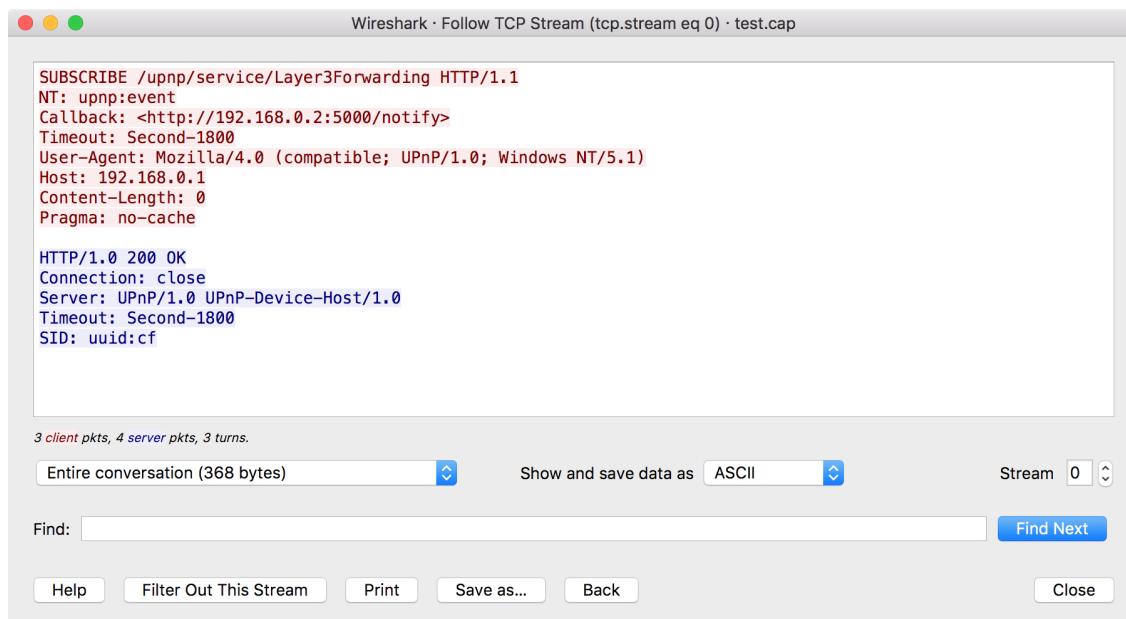 Wireshark · Follow TCP Stream (tcp.stream eq 0) · test.cap
SUBSCRIBE /upnp/service/Layer3Forwarding HTTP/1.1
NT: upnp:event
Callback: <http://192.168.0.2:5000/notify>
Timeout: Second-1800
User-Agent: Mozilla/4.0 (compatible; UPnP/1.0; Windows NT/5.1)
Host: 192.168.0.1
Content-Length: 0
Pragma: no-cache
HTTP/1.0 200 OK
Connection: close
Server: UPnP/1.0 UPnP-Device-Host/1.0
Timeout: Second-1800
SID: uuid:cf
3 client pkts, 4 server pkts, 3 turns.
Entire conversation (368 bytes) Show and save data as ASCII Stream 0
Find: Find Next
Help Filter Out This Stream Print Save as... Back Close